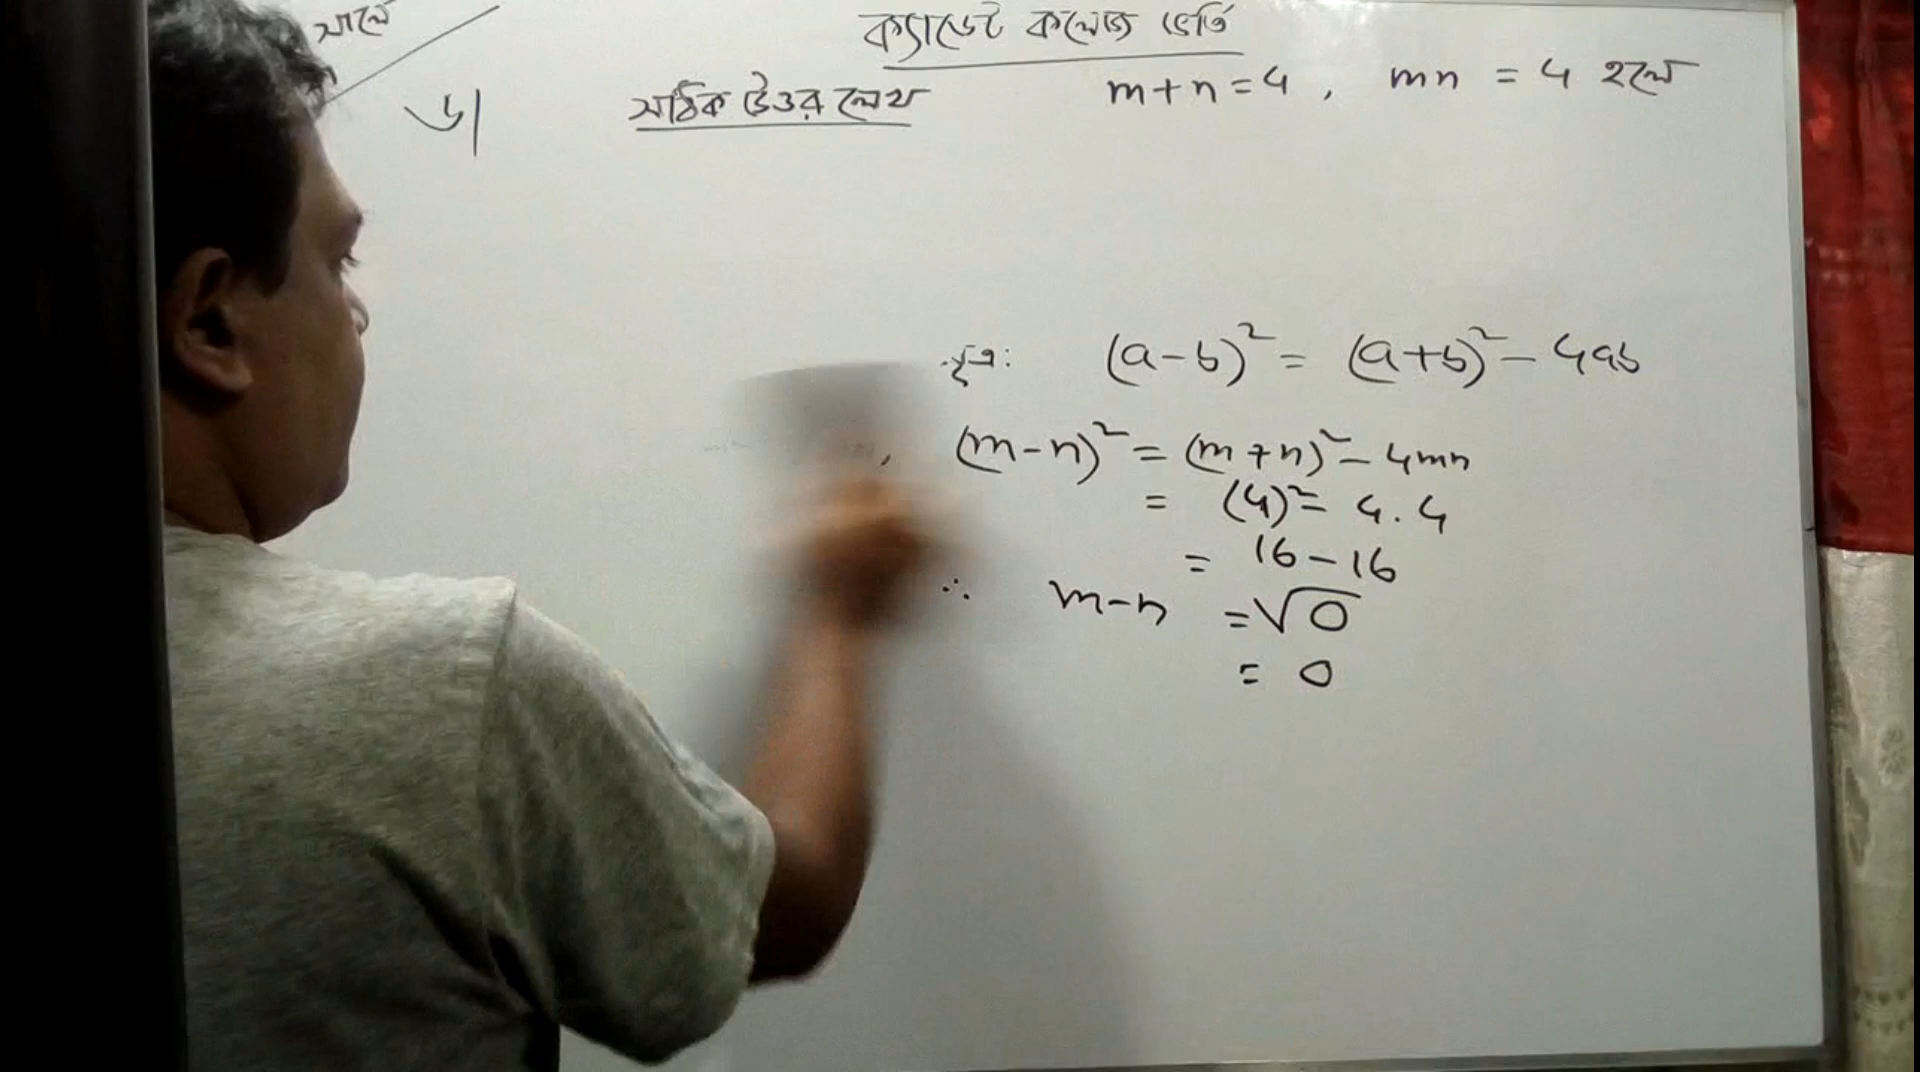 সালে
ক্যাডেট কলেজ ভর্তি
৬| সঠিক উত্তর লেখ m+n=4, mn = 4 হলে
সূত্র: (a-b)² = (a+b)² - 4ab
, (m-n)² = (m+n)² - 4mn
= (4)² = 4.4
= 16-16
∴ m-n = √0
= 0